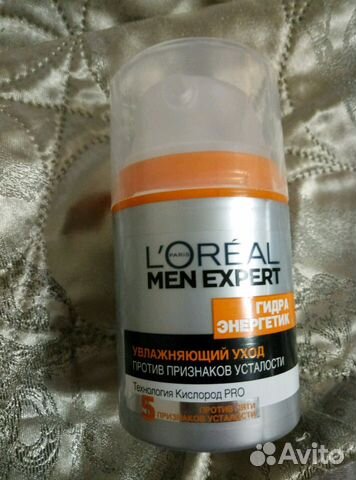 L'ORÉAL
PARIS
MEN EXPERT
ГИДРА
ЭНЕРГЕТИК
УВЛАЖНЯЮЩИЙ УХОД
ПРОТИВ ПРИЗНАКОВ УСТАЛОСТИ
Технология Кислород PRO
5 ПРОТИВ ПЯТИ
ПРИЗНАКОВ УСТАЛОСТИ
Avito